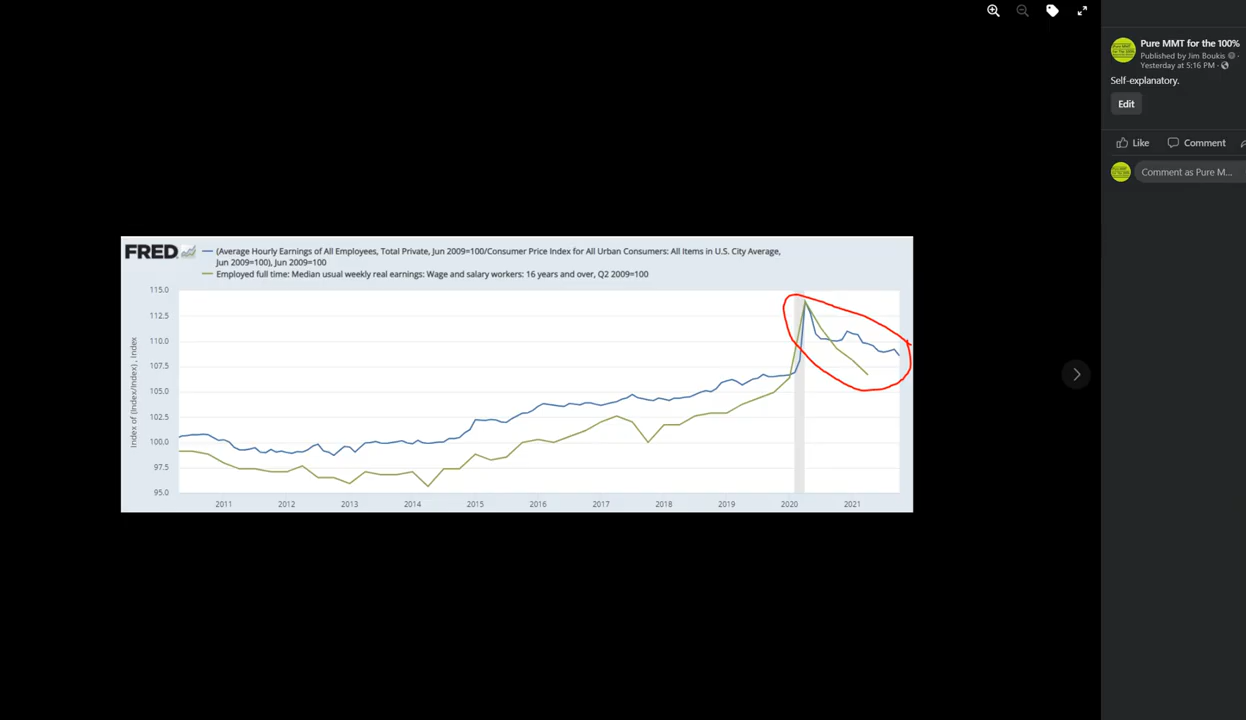 Pure MMT for the 100%
Published by Jim Boukis
Yesterday at 5:16 PM ·
Self-explanatory.
Edit
Like Comment
Comment as Pure M...
FRED
(Average Hourly Earnings of All Employees, Total Private, Jun 2009=100/Consumer Price Index for All Urban Consumers: All Items in U.S. City Average,
Jun 2009=100), Jun 2009=100
Employed full time: Median usual weekly real earnings: Wage and salary workers: 16 years and over, Q2 2009=100
Index of (Index/Index) , Index
115.0
112.5
110.0
107.5
105.0
102.5
100.0
97.5
95.0
2011 2012 2013 2014 2015 2016 2017 2018 2019 2020 2021